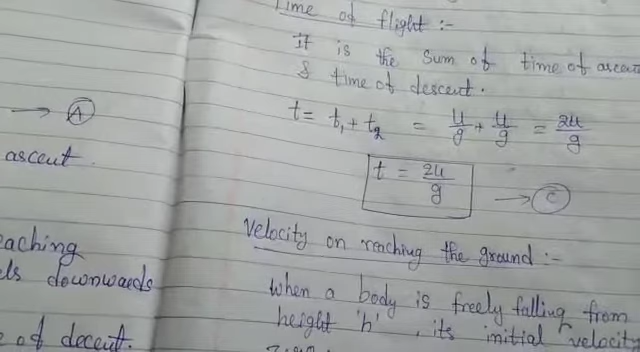 → (A)
ascent.
eaching
ls downwards
e of decent.
Time of flight :-
It is the sum of time of ascent
& time of descent.
t = t₁ + t₂ = u/g + u/g = 2u/g
t = 2u/g → (C)
Velocity on reaching the ground :-
when a body is freely falling from
height 'h', its initial velocity